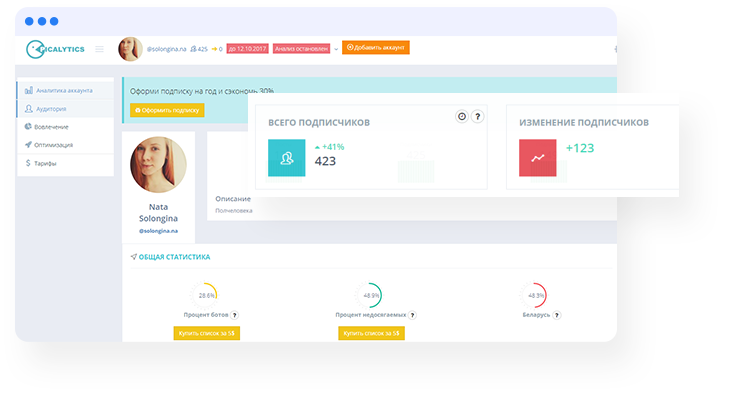 PICALYTICS
@solongina.na 425 0 до 12.10.2017 Анализ остановлен Добавить аккаунт
Аналитика аккаунта
Аудитория
Вовлечение
Оптимизация
$ Тарифы
Оформи подписку на год и сэкономь 30%
Оформить подписку
ВСЕГО ПОДПИСЧИКОВ
?
+41%
423
ИЗМЕНЕНИЕ ПОДПИСЧИКОВ
+123
Nata
Solongina
@solongina.na
Описание
Полчеловека
ОБЩАЯ СТАТИСТИКА
28.6%
Процент ботов ?
Купить список за 5$
48.9%
Процент недосягаемых ?
Купить список за 5$
48.3%
Беларусь ?